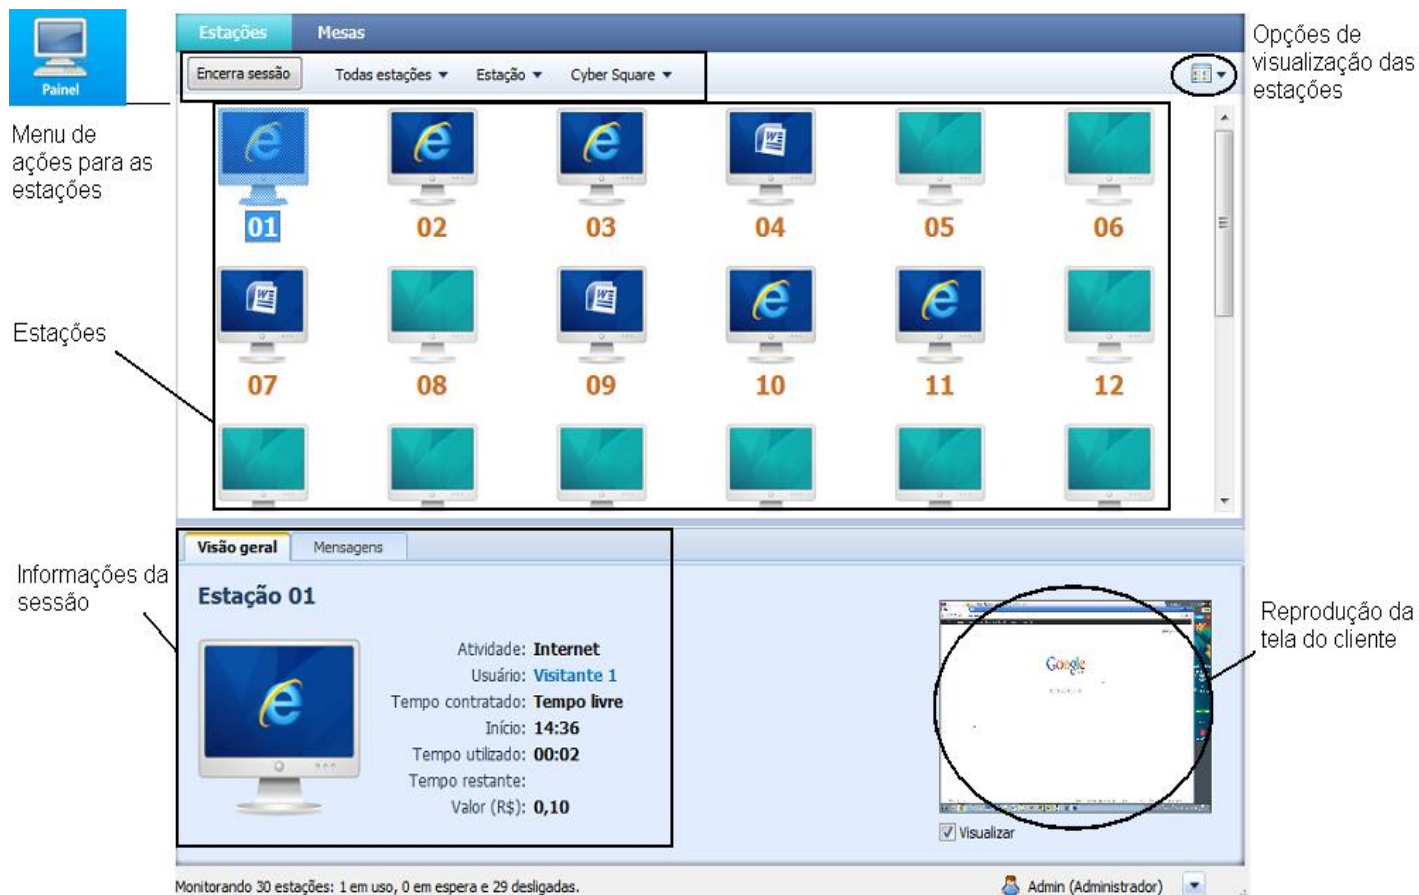 Painel
Menu de
ações para as
estações
Estações Mesas
Encerra sessão Todas estações Estação Cyber Square
Opções de
visualização das
estações
01 02 03 04 05 06
Estações
07 08 09 10 11 12
Visão geral Mensagens
Informações da
sessão
Estação 01
Atividade: Internet
Usuário: Visitante 1
Tempo contratado: Tempo livre
Início: 14:36
Tempo utilizado: 00:02
Tempo restante:
Valor (R$): 0,10
Google
Visualizar
Reprodução da
tela do cliente
Monitorando 30 estações: 1 em uso, 0 em espera e 29 desligadas.
Admin (Administrador)